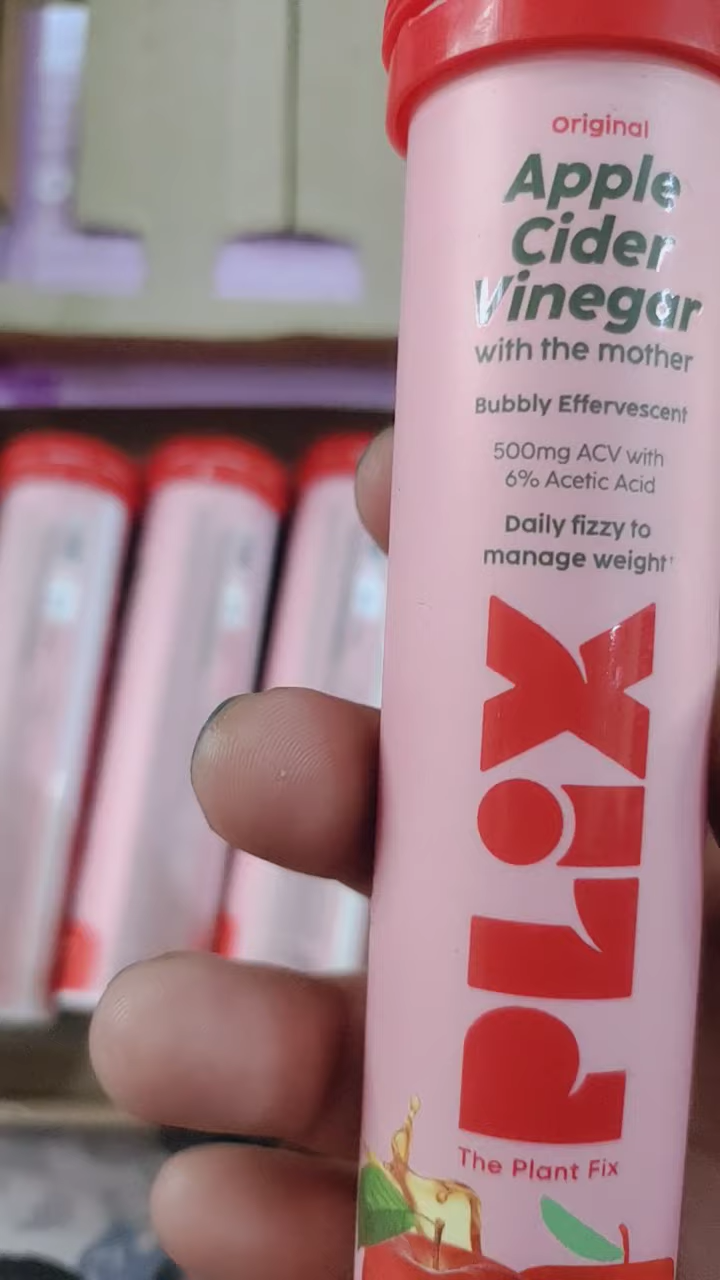 original
Apple
Cider
Vinegar
with the mother
Bubbly Effervescent
500mg ACV with
6% Acetic Acid
Daily fizzy to
manage weight†
PLIX
The Plant Fix